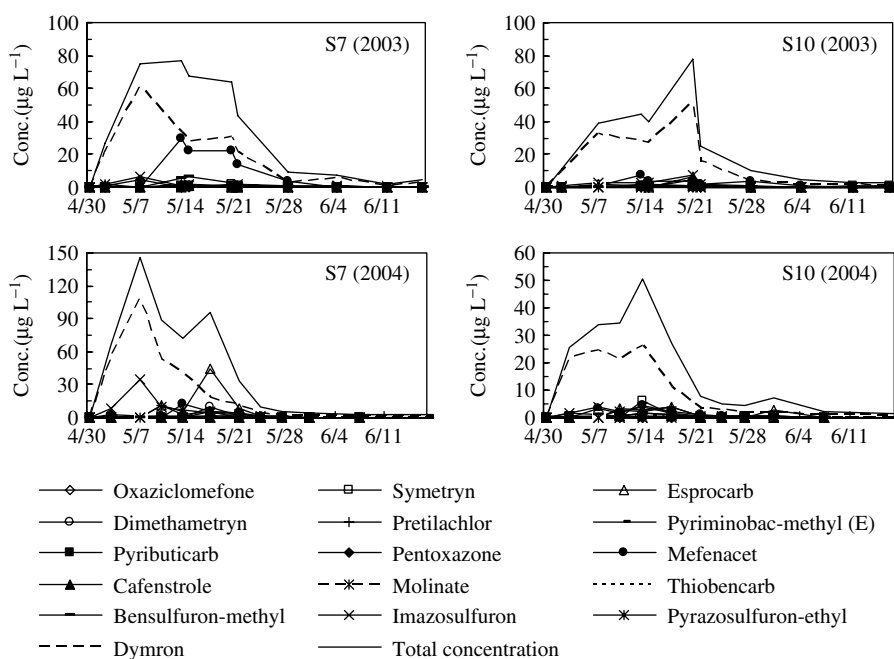 S7 (2003)
Conc.(μg L⁻¹)
100
80
60
40
20
0
4/30 5/7 5/14 5/21 5/28 6/4 6/11
S10 (2003)
Conc.(μg L⁻¹)
100
80
60
40
20
0
4/30 5/7 5/14 5/21 5/28 6/4 6/11
S7 (2004)
Conc.(μg L⁻¹)
150
120
90
60
30
0
4/30 5/7 5/14 5/21 5/28 6/4 6/11
S10 (2004)
Conc.(μg L⁻¹)
60
50
40
30
20
10
0
4/30 5/7 5/14 5/21 5/28 6/4 6/11
Oxaziclomefone Symetryn Esprocarb
Dimethametryn Pretilachlor Pyriminobac-methyl (E)
Pyributicarb Pentoxazone Mefenacet
Cafenstrole Molinate Thiobencarb
Bensulfuron-methyl Imazosulfuron Pyrazosulfuron-ethyl
Dymron Total concentration